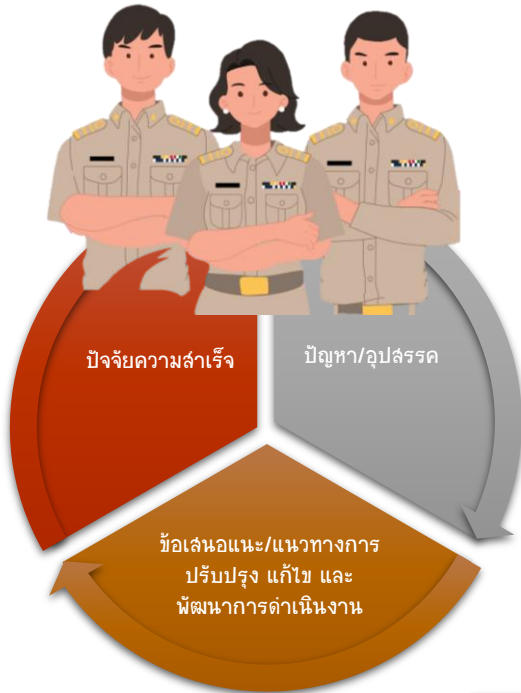 ปัจจัยความสำเร็จ
ปัญหา/อุปสรรค
ข้อเสนอแนะ/แนวทางการ
ปรับปรุง แก้ไข และ
พัฒนาการดำเนินงาน